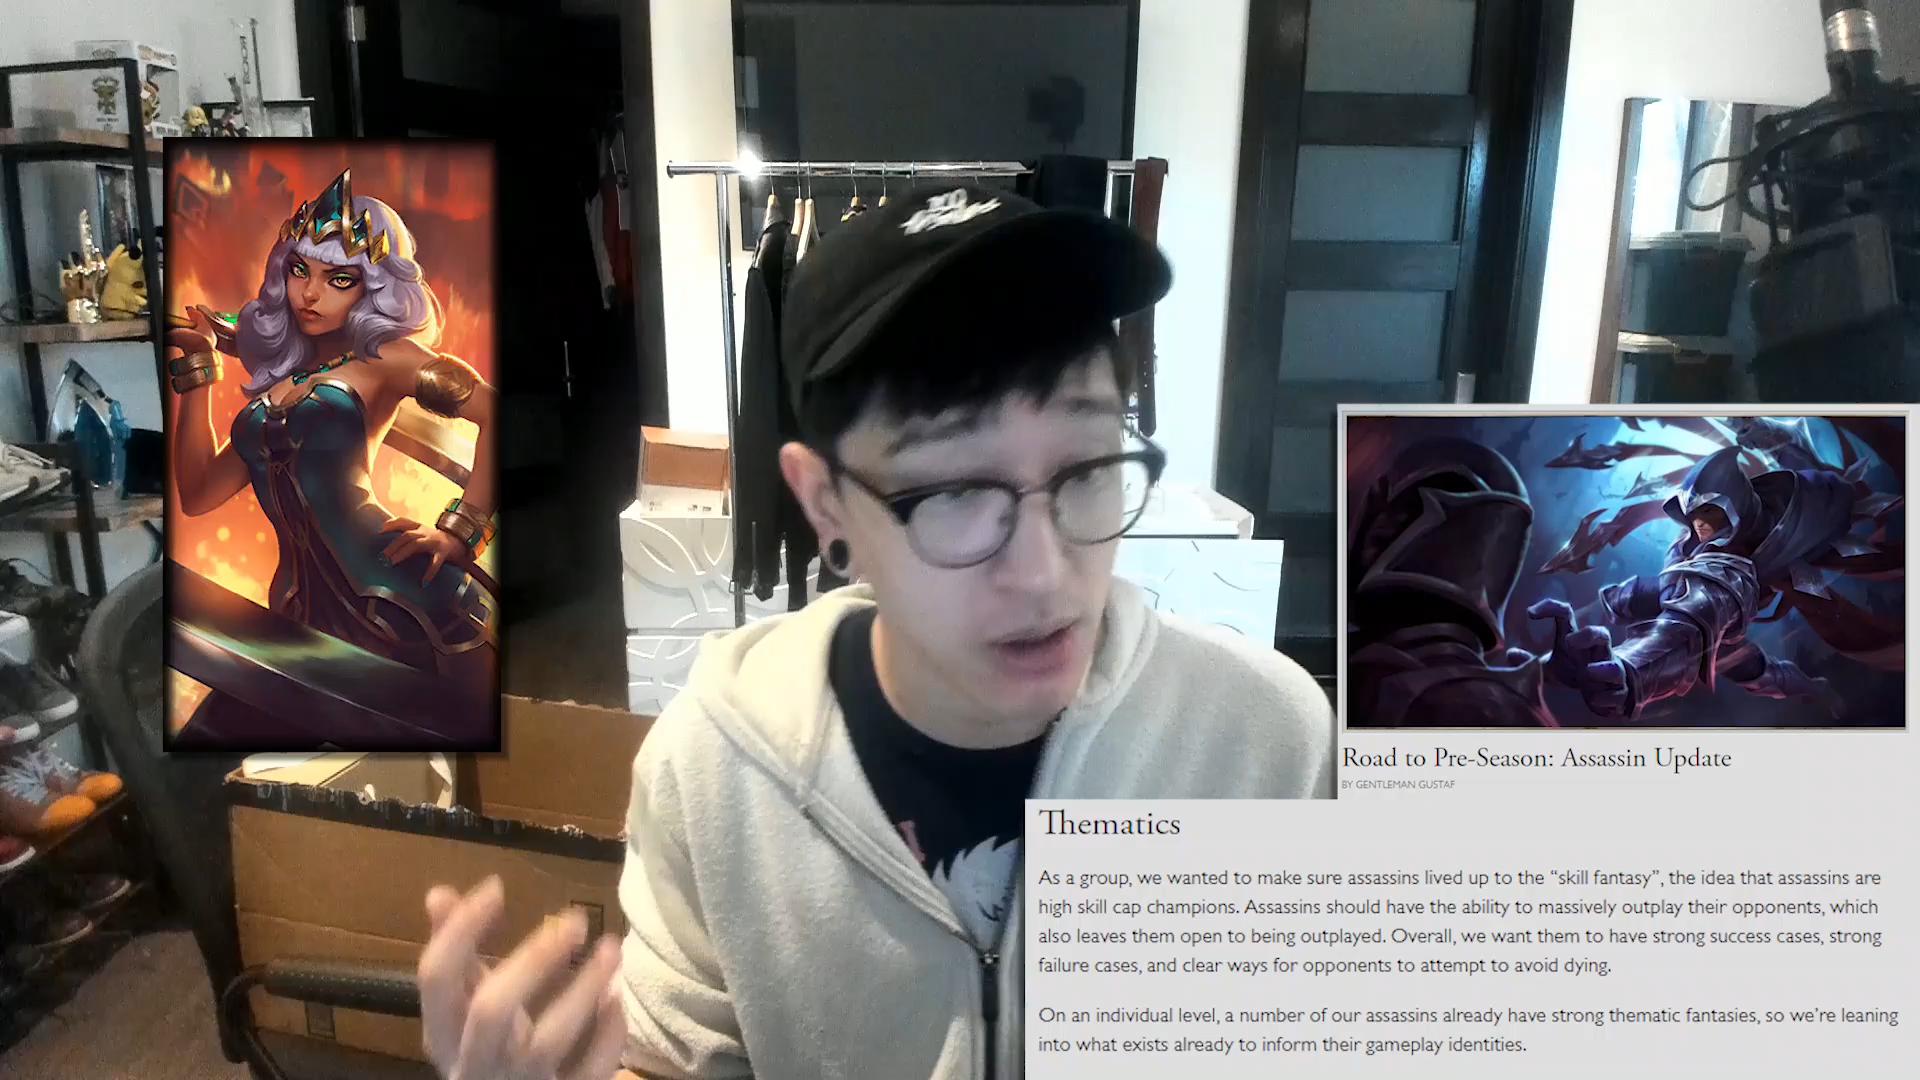 Road to Pre-Season: Assassin Update
BY GENTLEMAN GUSTAF
Thematics
As a group, we wanted to make sure assassins lived up to the “skill fantasy”, the idea that assassins are
high skill cap champions. Assassins should have the ability to massively outplay their opponents, which
also leaves them open to being outplayed. Overall, we want them to have strong success cases, strong
failure cases, and clear ways for opponents to attempt to avoid dying.
On an individual level, a number of our assassins already have strong thematic fantasies, so we’re leaning
into what exists already to inform their gameplay identities.